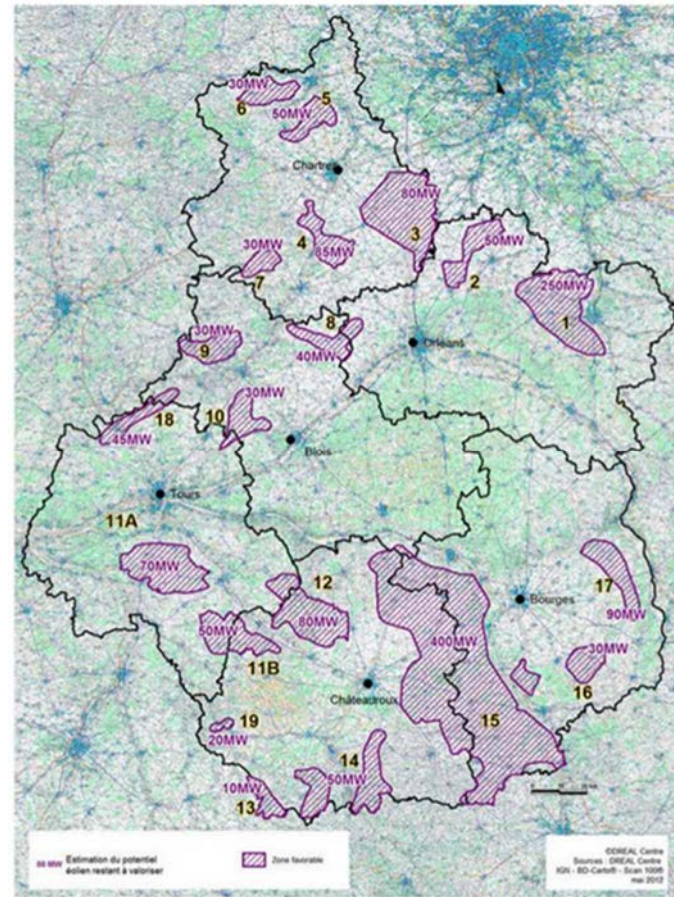 30MW
5
6
50MW
Chartres
80MW
4
3
50MW
30MW
85MW
2
7
250MW
8
1
30MW
9
40MW
Orléans
30MW
18
10
45MW
Blois
Tours
11A
12
70MW
17
Bourges
80MW
50MW
90MW
400MW
30MW
11B
16
Châteauroux
19
15
20MW
14
10MW
50MW
13
88 MW Estimation du potentiel
éolien restant à valoriser
Zone favorable
©DREAL Centre
Sources : DREAL Centre
IGN - BD-Carto® - Scan 100®
mai 2012